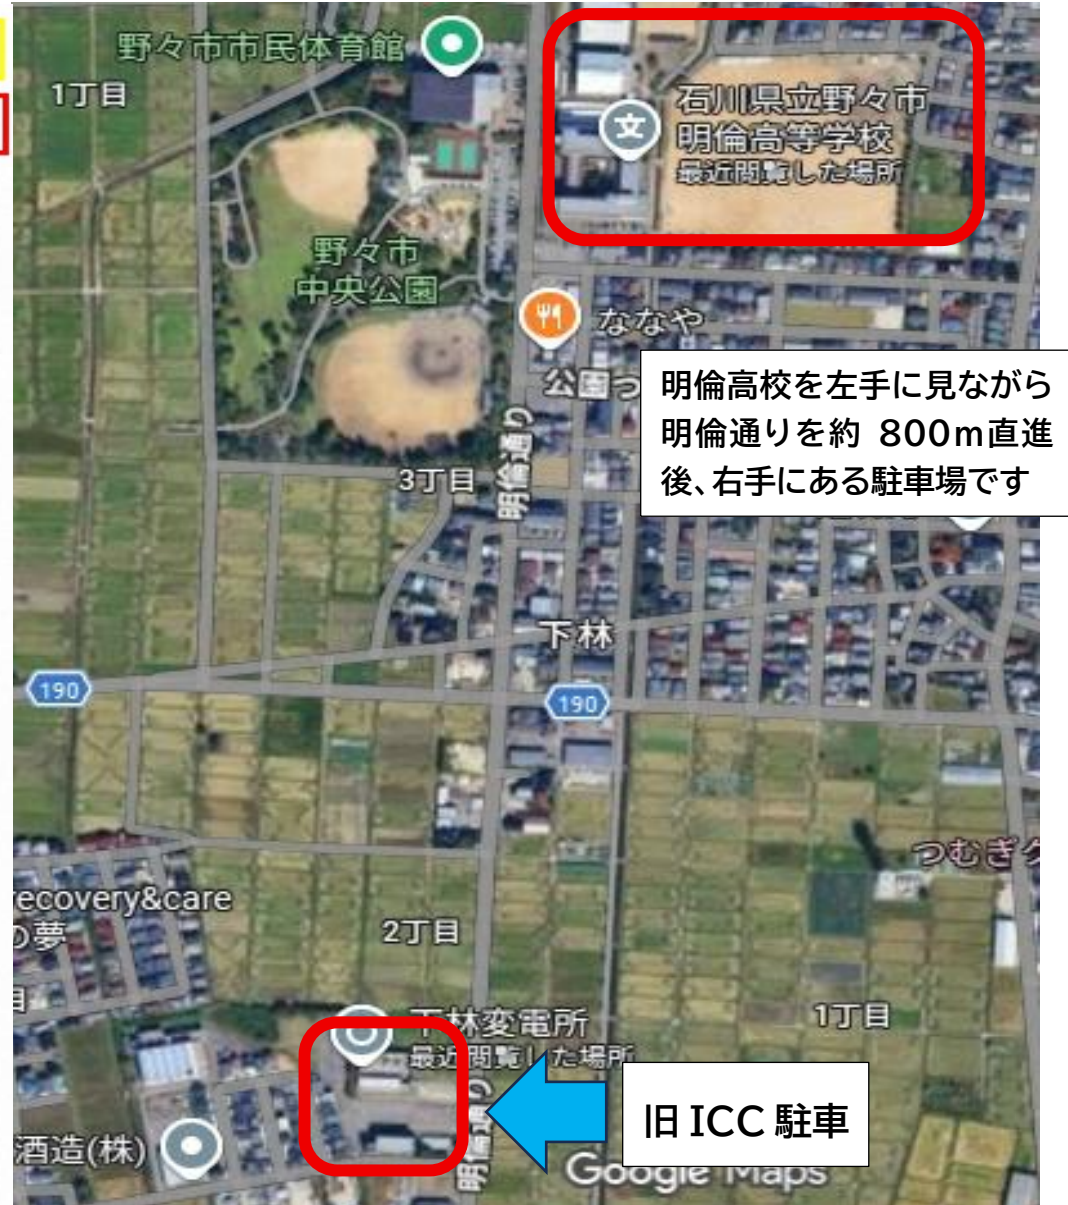 野々市市民体育館
1丁目
石川県立野々市
明倫高等学校
最近閲覧した場所
文
野々市
中央公園
ななや
公園っ
明倫高校を左手に見ながら
明倫通りを約 800m直進
後、右手にある駐車場です
明倫通り
3丁目
下林
190
190
つむぎ
recovery&care
の夢
2丁目
1丁目
下林変電所
最近閲覧した場所
旧 ICC 駐車
明倫通り
酒造(株)
Google Maps